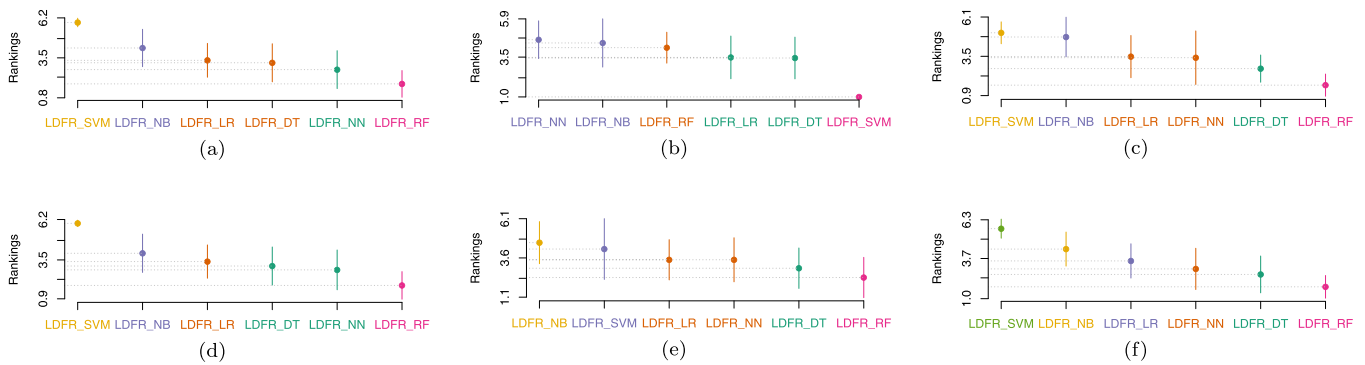 Rankings
6.2
3.5
0.8
LDFR_SVM LDFR_NB LDFR_LR LDFR_DT LDFR_NN LDFR_RF
(a)
Rankings
5.9
3.5
1.0
LDFR_NN LDFR_NB LDFR_RF LDFR_LR LDFR_DT LDFR_SVM
(b)
Rankings
6.1
3.5
0.9
LDFR_SVM LDFR_NB LDFR_LR LDFR_NN LDFR_DT LDFR_RF
(c)
Rankings
6.2
3.5
0.9
LDFR_SVM LDFR_NB LDFR_LR LDFR_DT LDFR_NN LDFR_RF
(d)
Rankings
6.1
3.6
1.1
LDFR_NB LDFR_SVM LDFR_LR LDFR_NN LDFR_DT LDFR_RF
(e)
Rankings
6.3
3.7
1.0
LDFR_SVM LDFR_NB LDFR_LR LDFR_NN LDFR_DT LDFR_RF
(f)